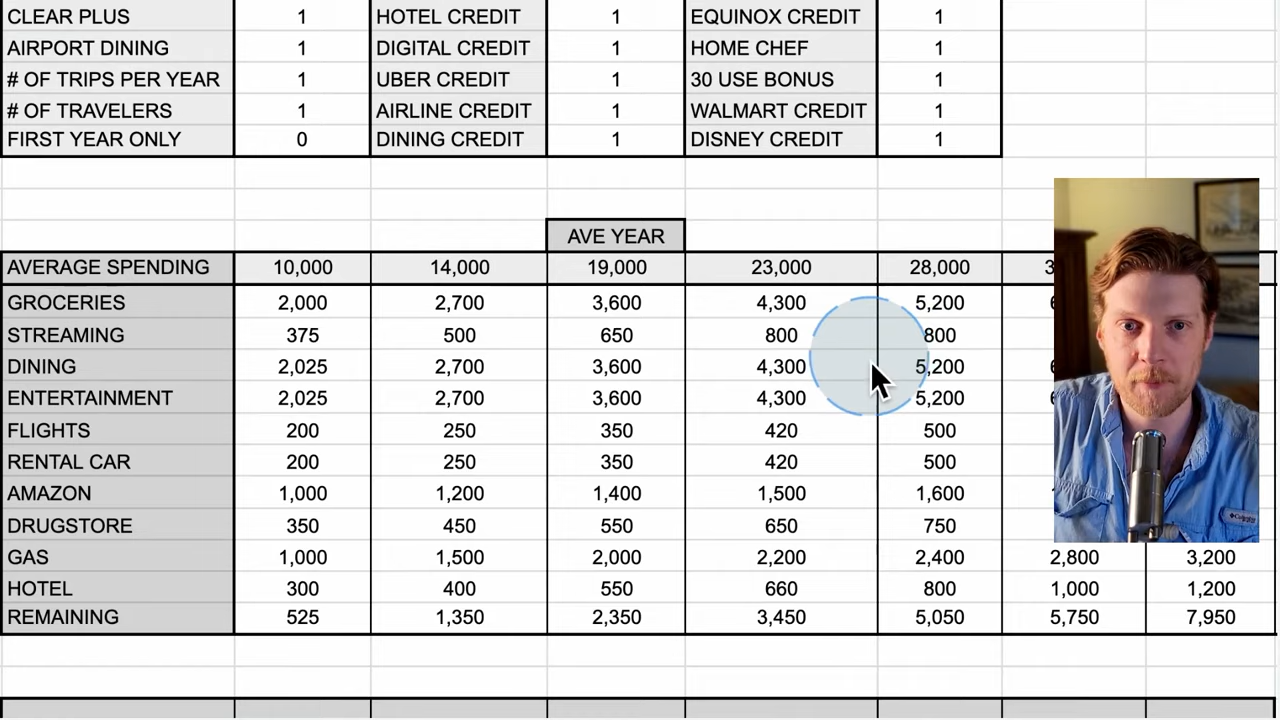 CLEAR PLUS 1 HOTEL CREDIT 1 EQUINOX CREDIT 1
AIRPORT DINING 1 DIGITAL CREDIT 1 HOME CHEF 1
# OF TRIPS PER YEAR 1 UBER CREDIT 1 30 USE BONUS 1
# OF TRAVELERS 1 AIRLINE CREDIT 1 WALMART CREDIT 1
FIRST YEAR ONLY 0 DINING CREDIT 1 DISNEY CREDIT 1
AVE YEAR
AVERAGE SPENDING 10,000 14,000 19,000 23,000 28,000
GROCERIES 2,000 2,700 3,600 4,300 5,200
STREAMING 375 500 650 800 800
DINING 2,025 2,700 3,600 4,300 5,200
ENTERTAINMENT 2,025 2,700 3,600 4,300 5,200
FLIGHTS 200 250 350 420 500
RENTAL CAR 200 250 350 420 500
AMAZON 1,000 1,200 1,400 1,500 1,600
DRUGSTORE 350 450 550 650 750
Columbia
GAS 1,000 1,500 2,000 2,200 2,400 2,800 3,200
HOTEL 300 400 550 660 800 1,000 1,200
REMAINING 525 1,350 2,350 3,450 5,050 5,750 7,950